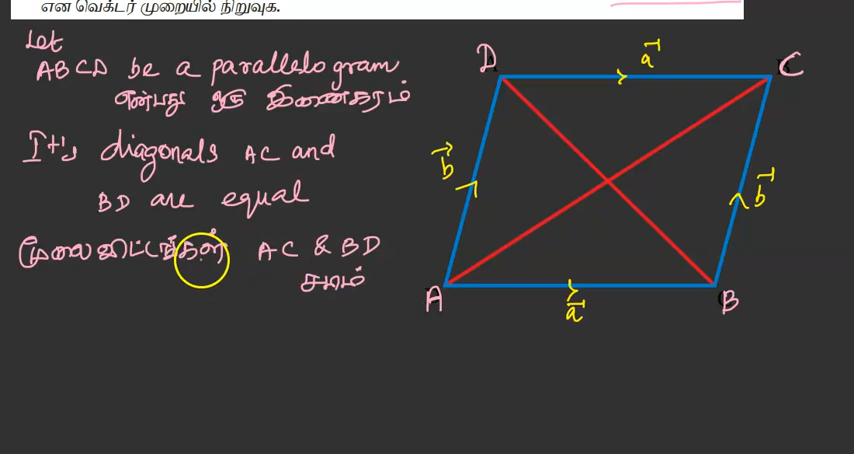 என வெக்டர் முறையில் நிறுவுக.
Let
ABCD be a parallelogram
என்பது ஒரு இணைகரம்
It's diagonals AC and
BD are equal
மூலைவிட்டங்கள் AC & BD
சமம்
D
a
C
b
b
A
a
B